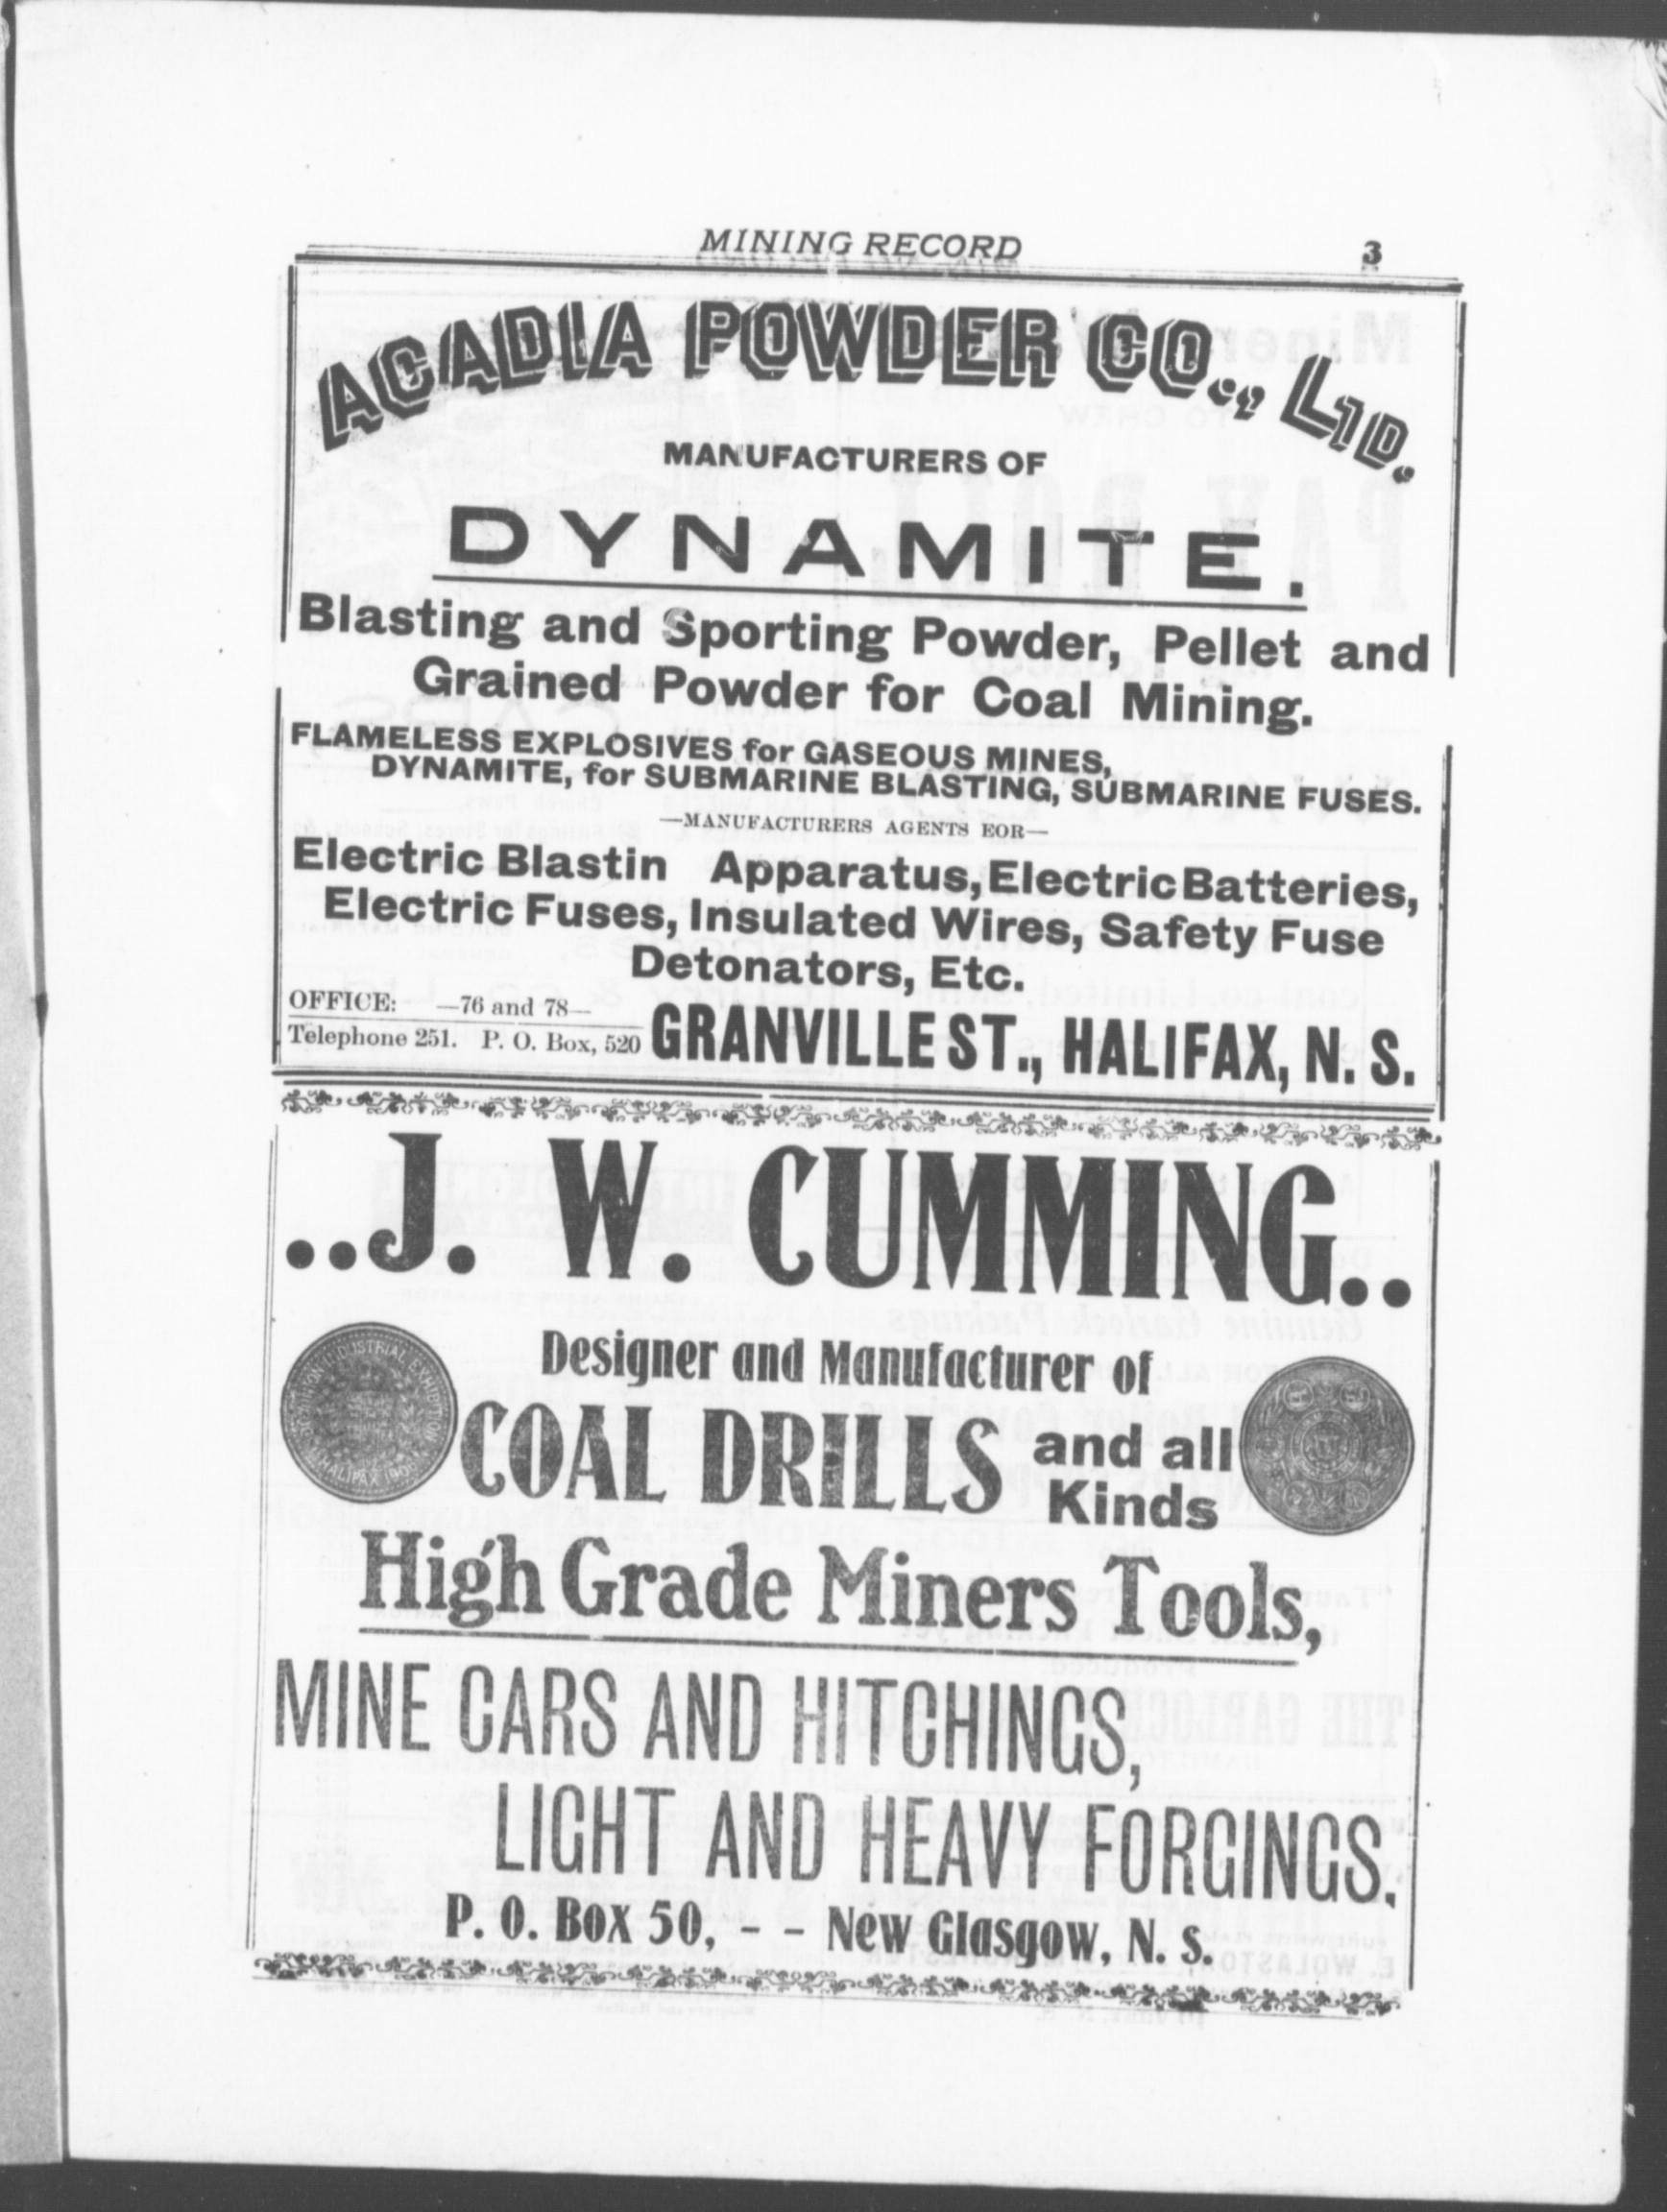 MINING RECORD 3
ACADIA POWDER CO., LTD.
MANUFACTURERS OF
DYNAMITE.
Blasting and Sporting Powder, Pellet and
Grained Powder for Coal Mining.
FLAMELESS EXPLOSIVES for GASEOUS MINES,
DYNAMITE, for SUBMARINE BLASTING, SUBMARINE FUSES.
—MANUFACTURERS AGENTS EOR—
Electric Blastin Apparatus, Electric Batteries,
Electric Fuses, Insulated Wires, Safety Fuse
Detonators, Etc.
OFFICE: —76 and 78—
Telephone 251. P. O. Box, 520
GRANVILLE ST., HALIFAX, N. S.
..J. W. CUMMING..
Designer and Manufacturer of
COAL DRILLS and all
Kinds
DOMINION INDUSTRIAL EXHIBITION
HALIFAX
High Grade Miners Tools,
MINE CARS AND HITCHINGS,
LIGHT AND HEAVY FORGINGS.
P. O. Box 50, - - New Glasgow, N. S.